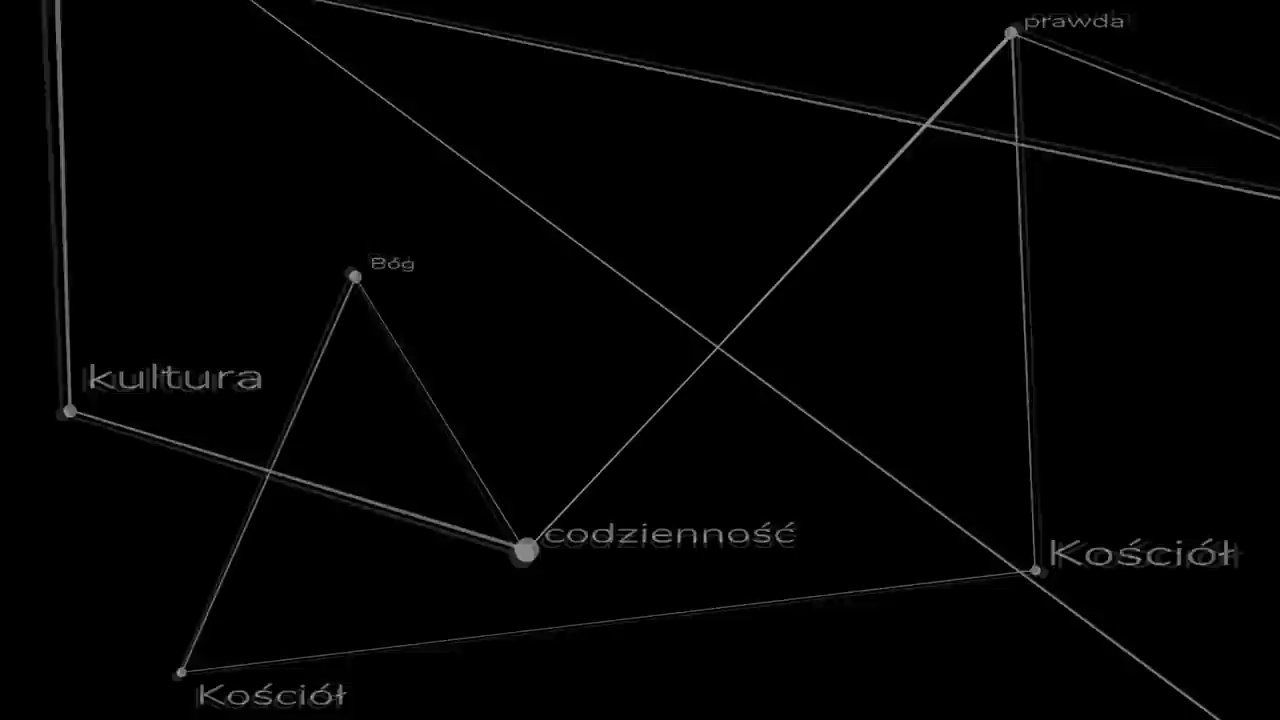 prawda
Bóg
kultura
codzienność
Kościół
Kościół